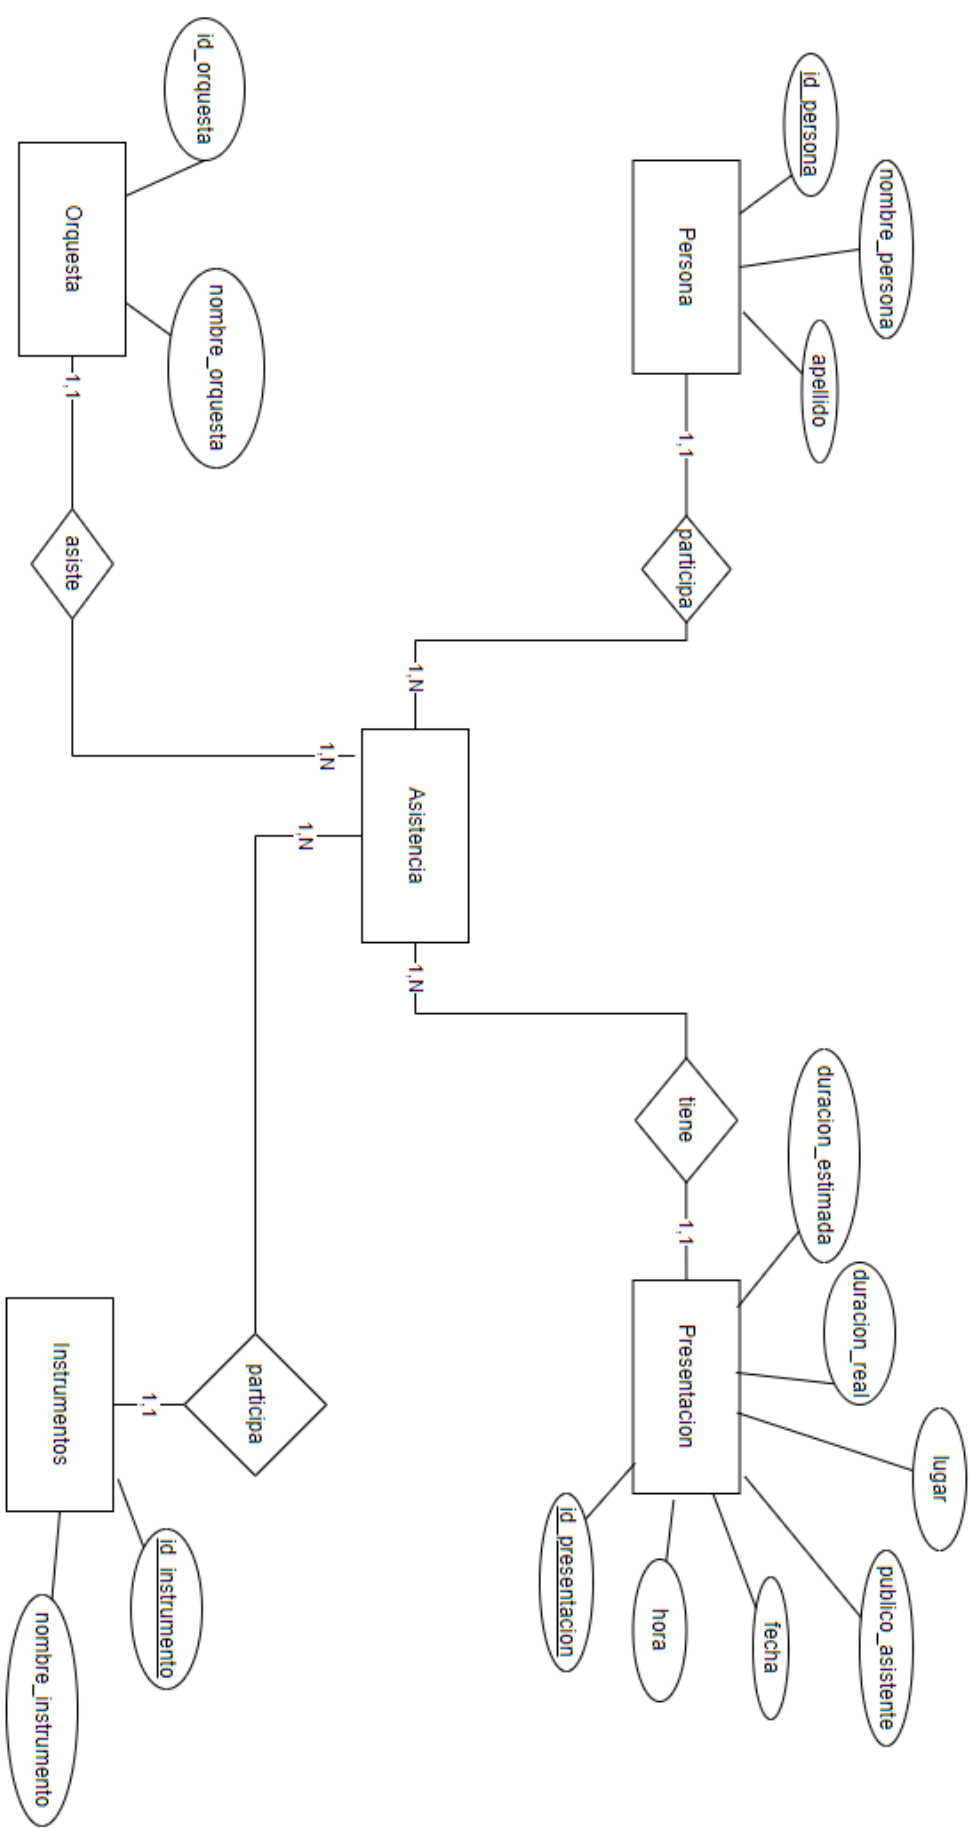 id_persona
nombre_persona
apellido
Persona
1,1
participa
1,N
id_orquesta
nombre_orquesta
Orquesta
1,1
asiste
1,N
Asistencia
1,N
1,N
tiene
1,1
Presentacion
duracion_estimada
duracion_real
lugar
publico_asistente
fecha
hora
id_presentacion
participa
1,1
Instrumentos
id_instrumento
nombre_instrumento